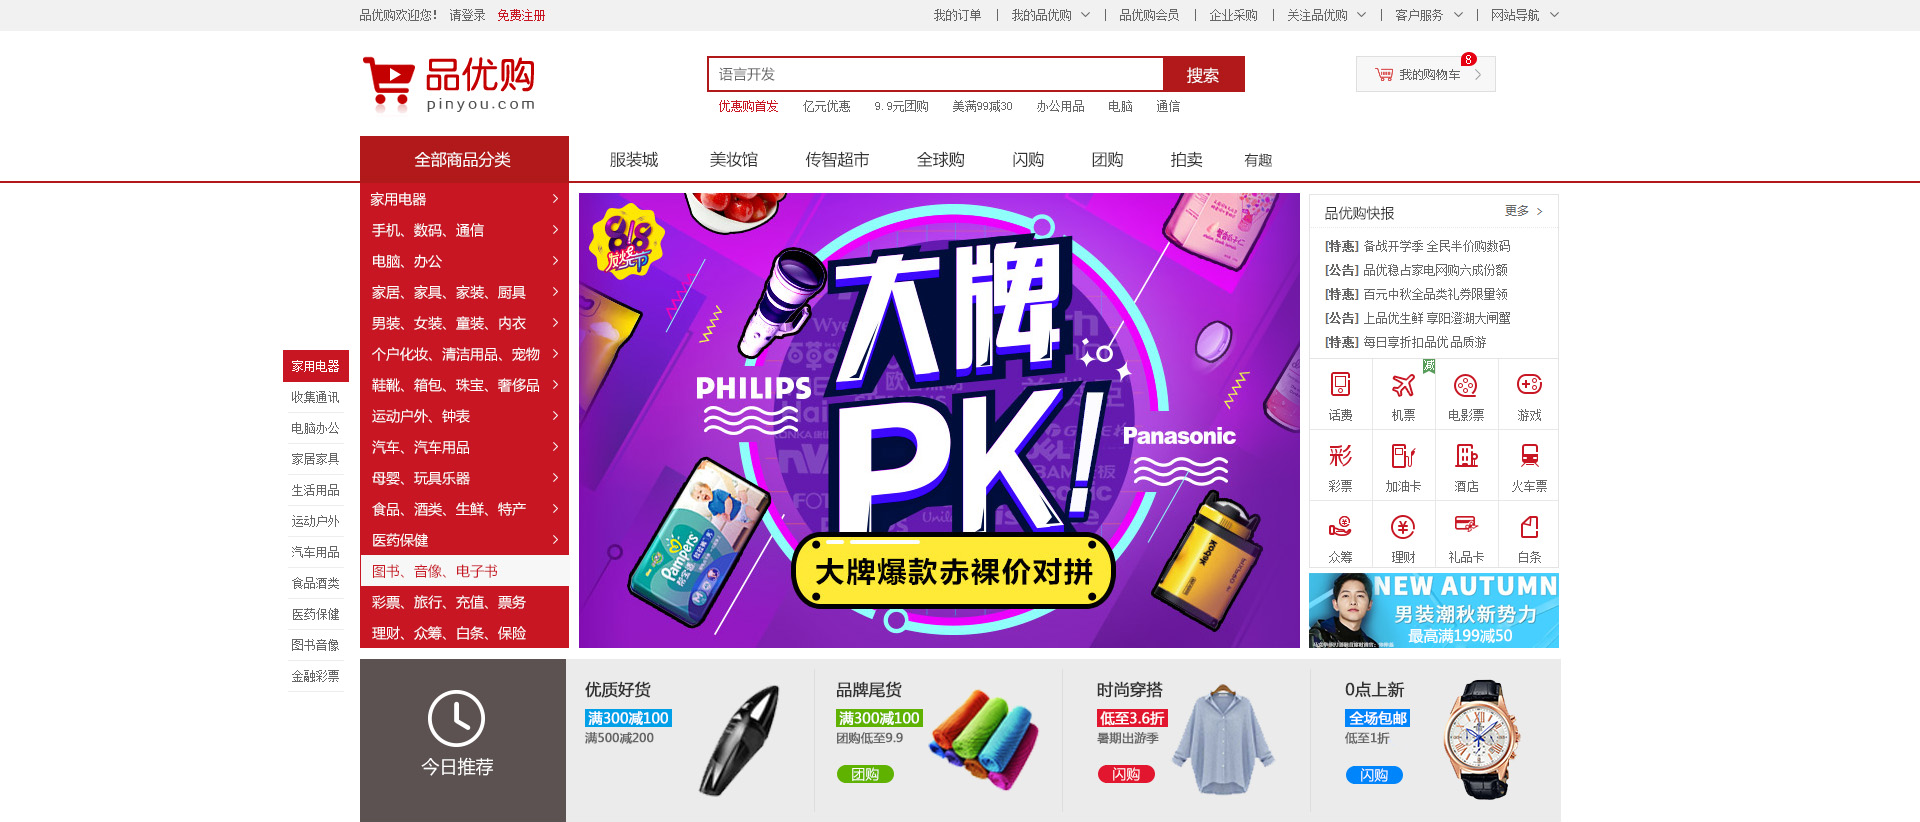 品优购欢迎您! 请登录 免费注册
我的订单 | 我的品优购 | 品优购会员 | 企业采购 | 关注品优购 | 客户服务 | 网站导航
品优购
pinyou.com
语言开发
搜索
优惠购首发 亿元优惠 9.9元团购 美满99减30 办公用品 电脑 通信
8
我的购物车
全部商品分类 服装城 美妆馆 传智超市 全球购 闪购 团购 拍卖 有趣
家用电器
手机、数码、通信
电脑、办公
家居、家具、家装、厨具
男装、女装、童装、内衣
个户化妆、清洁用品、宠物
鞋靴、箱包、珠宝、奢侈品
运动户外、钟表
汽车、汽车用品
母婴、玩具乐器
食品、酒类、生鲜、特产
医药保健
图书、音像、电子书
彩票、旅行、充值、票务
理财、众筹、白条、保险
家用电器
收集通讯
电脑办公
家居家具
生活用品
运动户外
汽车用品
食品酒类
医药保健
图书音像
金融彩票
大牌
PK!
PHILIPS
Panasonic
Pampers
Kodak
大牌爆款赤裸价对拼
品优购快报
更多
[特惠] 备战开学季 全民半价购数码
[公告] 品优稳占家电网购六成份额
[特惠] 百元中秋全品类礼券限量领
[公告] 上品优生鲜 享阳澄湖大闸蟹
[特惠] 每日享折扣品优品质游
减
话费 机票 电影票 游戏
彩票 加油卡 酒店 火车票
众筹 理财 礼品卡 白条
NEW AUTUMN
男装潮秋新势力
最高满199减50
今日推荐
优质好货
满300减100
满500减200
品牌尾货
满300减100
团购低至9.9
团购
时尚穿搭
低至3.6折
暑期出游季
闪购
0点上新
全场包邮
低至1折
闪购